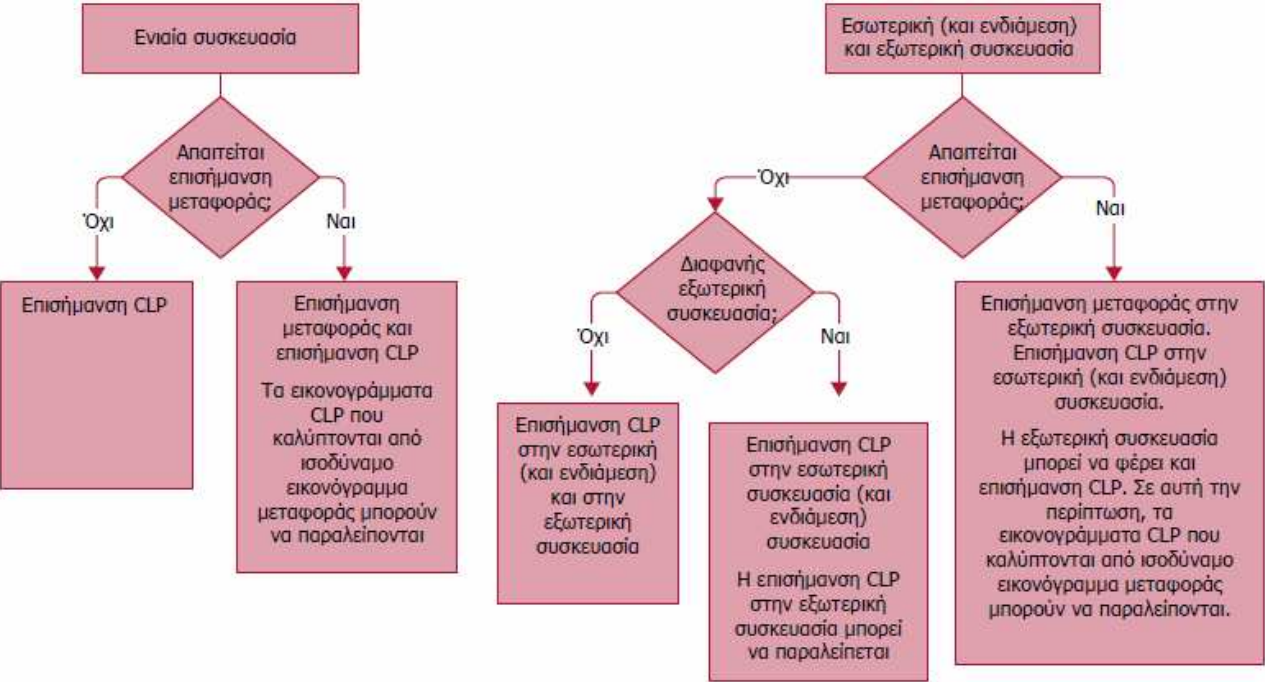 Ενιαία συσκευασία
Απαιτείται
επισήμανση
μεταφοράς;
Όχι
Ναι
Επισήμανση CLP
Επισήμανση
μεταφοράς και
επισήμανση CLP
Τα εικονογράμματα
CLP που
καλύπτονται από
ισοδύναμο
εικονόγραμμα
μεταφοράς μπορούν
να παραλείπονται
Εσωτερική (και ενδιάμεση)
και εξωτερική συσκευασία
Απαιτείται
επισήμανση
μεταφοράς;
Όχι
Ναι
Διαφανής
εξωτερική
συσκευασία;
Όχι
Ναι
Επισήμανση CLP
στην εσωτερική
(και ενδιάμεση)
και στην
εξωτερική
συσκευασία
Επισήμανση CLP
στην εσωτερική
συσκευασία (και
ενδιάμεση)
συσκευασία
Η επισήμανση CLP
στην εξωτερική
συσκευασία μπορεί
να παραλείπεται
Επισήμανση μεταφοράς στην
εξωτερική συσκευασία.
Επισήμανση CLP στην
εσωτερική (και ενδιάμεση)
συσκευασία.
Η εξωτερική συσκευασία
μπορεί να φέρει και
επισήμανση CLP. Σε αυτή την
περίπτωση, τα
εικονογράμματα CLP που
καλύπτονται από ισοδύναμο
εικονόγραμμα μεταφοράς
μπορούν να παραλείπονται.